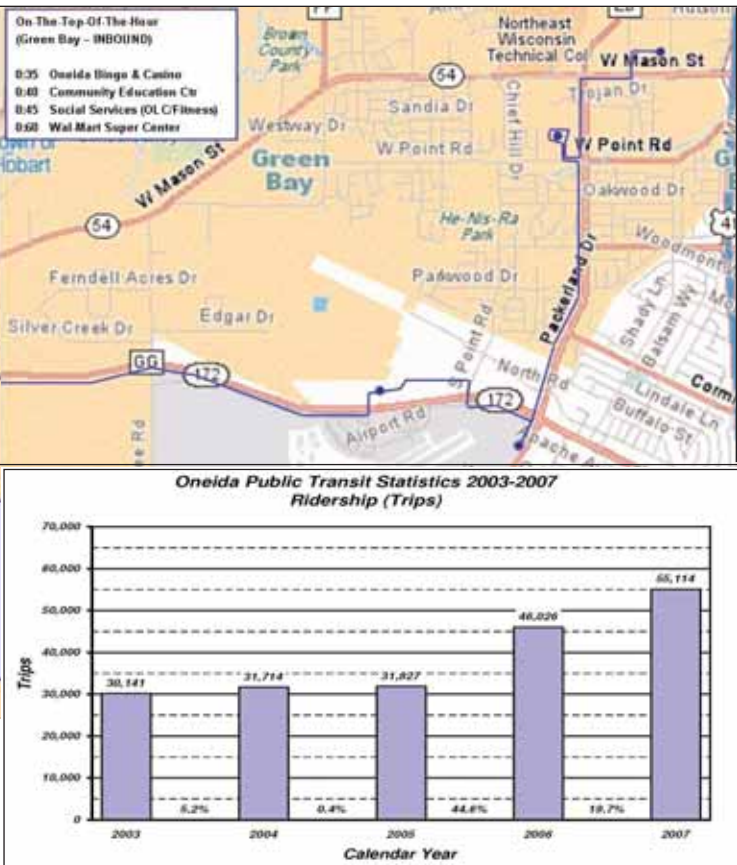 On-The-Top-Of-The-Hour
(Green Bay – INBOUND)
0:35 Oneida Bingo & Casino
0:40 Community Education Ctr
0:45 Social Services (OLC/Fitness)
0:60 Wal Mart Super Center
Brown
County
Park
Northeast
Wisconsin
Technical Col
W Mason St
54
Trojan Dr
Sandia Dr
Chief Hill Dr
Westway Dr
W Point Rd
W Point Rd
Hobart
Green
Bay
W Mason St
Oakwood Dr
He-Nis-Ra
Park
54
41
Woodmont
Packerland Dr
Parkwood Dr
Ferndell Acres Dr
Shady Ln
Balsam Wy
Edgar Dr
Silver Creek Dr
S Point Rd
North Rd
GG
172
172
Lindale Ln
Buffalo St
Airport Rd
Oneida Public Transit Statistics 2003-2007
Ridership (Trips)
70,000
60,000
50,000
40,000
30,000
20,000
10,000
0
Trips
30,141
31,714
31,827
46,026
55,114
5.2%
0.4%
44.6%
19.7%
2003
2004
2005
2006
2007
Calendar Year